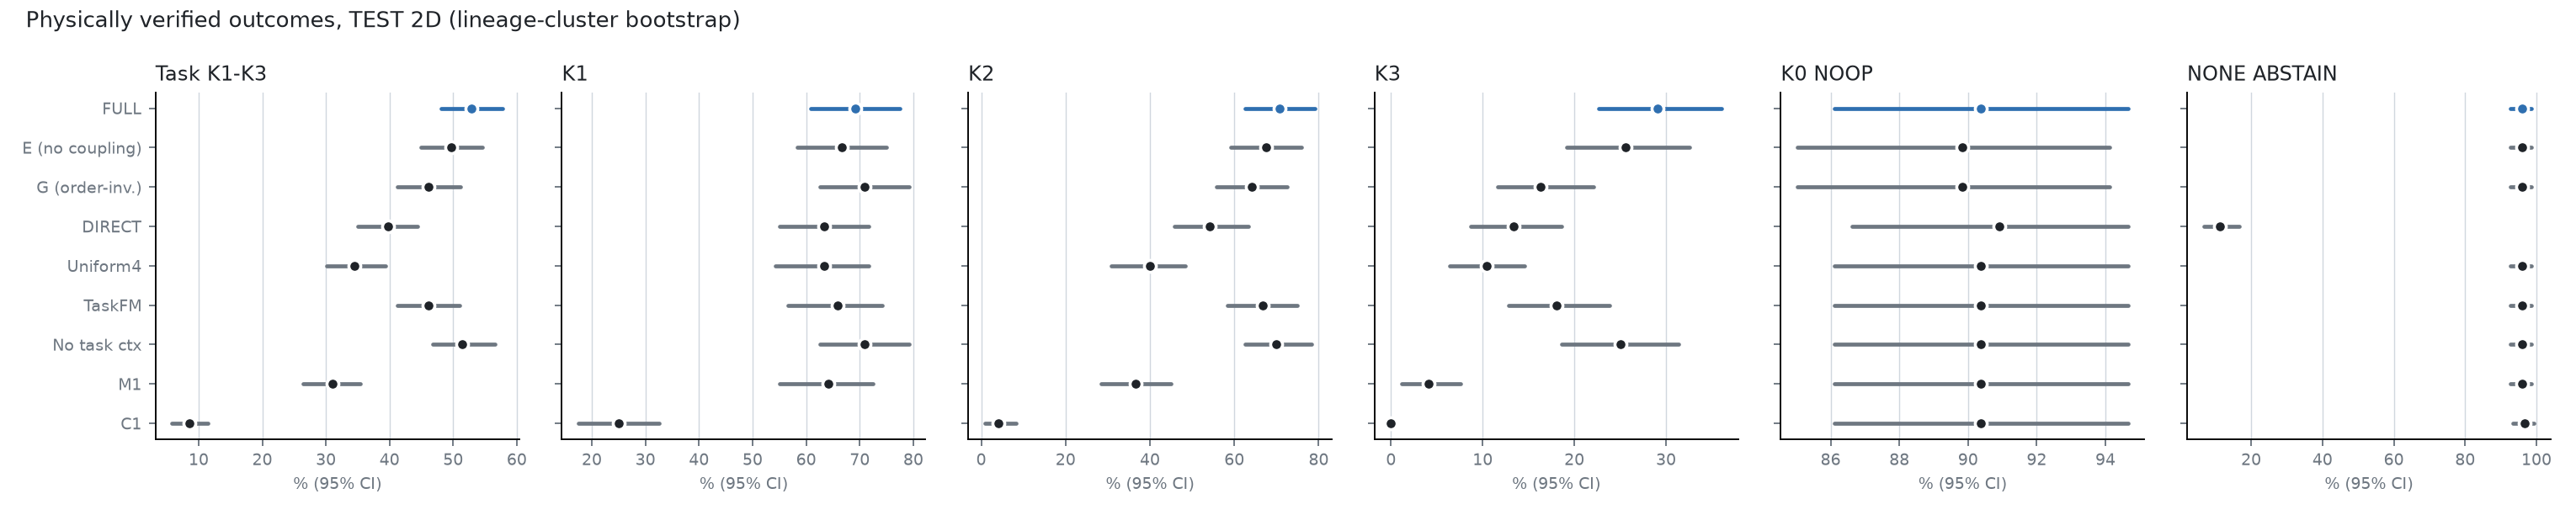 Physically verified outcomes, TEST 2D (lineage-cluster bootstrap)
Task K1-K3
K1
K2
K3
K0 NOOP
NONE ABSTAIN
FULL
E (no coupling)
G (order-inv.)
DIRECT
Uniform4
TaskFM
No task ctx
M1
C1
10 20 30 40 50 60
20 30 40 50 60 70 80
0 20 40 60 80
0 10 20 30
86 88 90 92 94
20 40 60 80 100
% (95% CI)
% (95% CI)
% (95% CI)
% (95% CI)
% (95% CI)
% (95% CI)